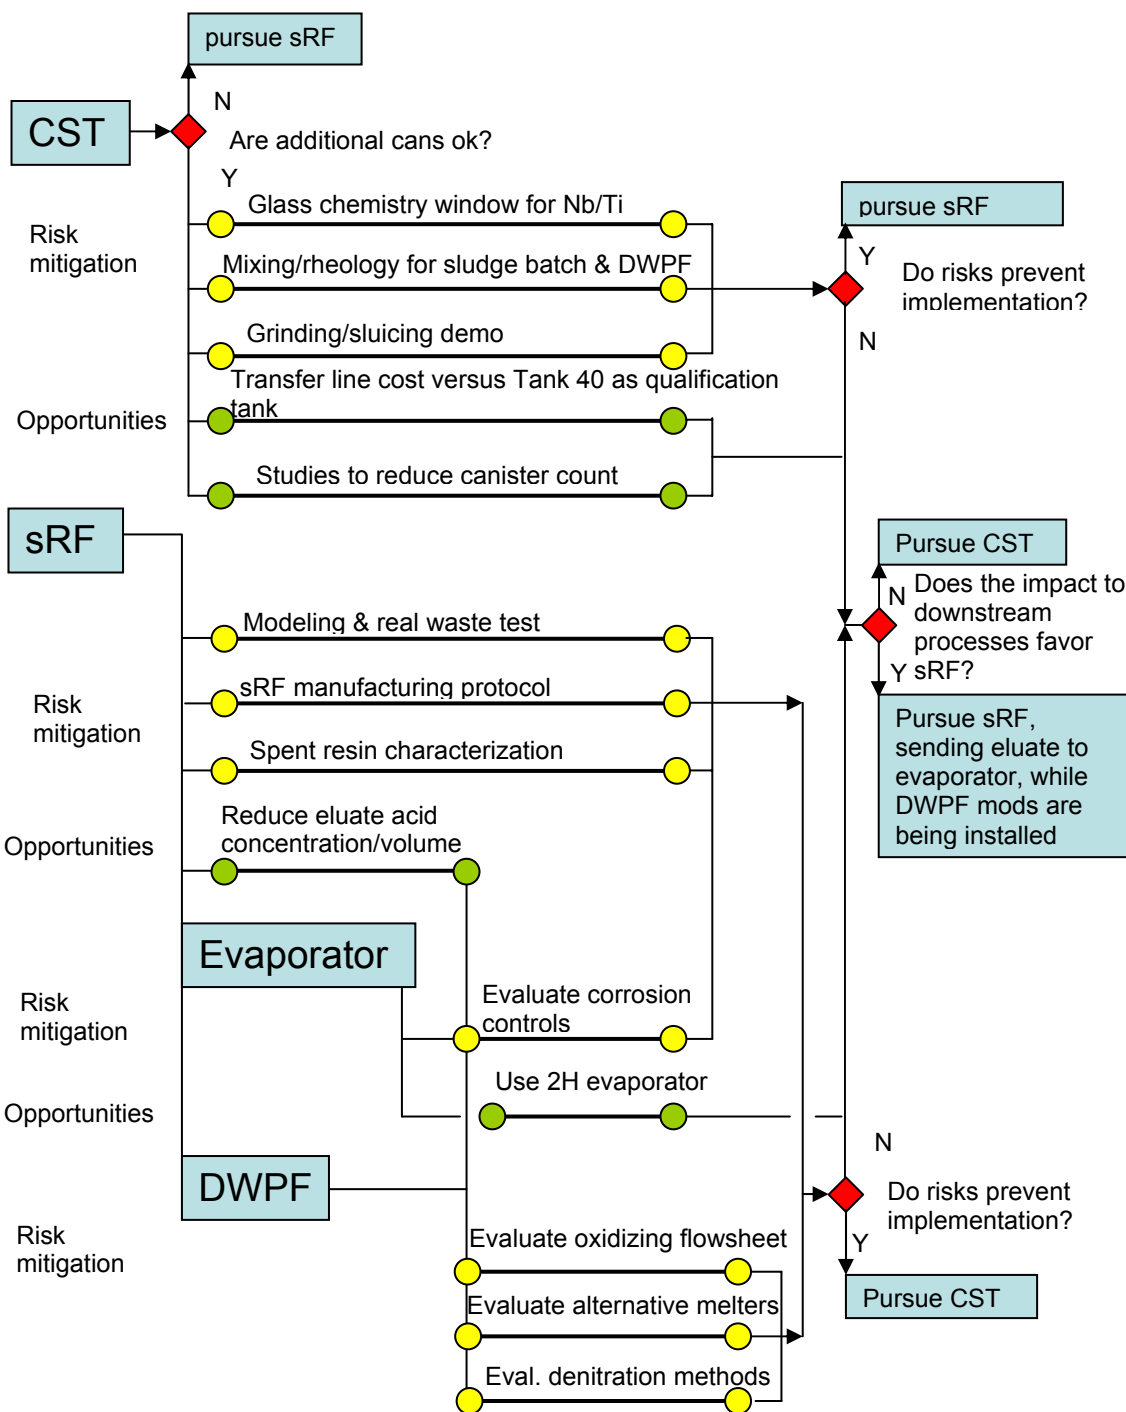 pursue sRF
N
CST
Are additional cans ok?
Y
Glass chemistry window for Nb/Ti
pursue sRF
Risk
mitigation
Y
Mixing/rheology for sludge batch & DWPF
Do risks prevent
implementation?
N
Grinding/sluicing demo
Transfer line cost versus Tank 40 as qualification
tank
Opportunities
Studies to reduce canister count
sRF
Pursue CST
N
Does the impact to
downstream
processes favor
sRF?
Y
Modeling & real waste test
sRF manufacturing protocol
Risk
mitigation
Pursue sRF,
sending eluate to
evaporator, while
DWPF mods are
being installed
Spent resin characterization
Reduce eluate acid
concentration/volume
Opportunities
Evaporator
Risk
mitigation
Evaluate corrosion
controls
Use 2H evaporator
Opportunities
N
DWPF
Do risks prevent
implementation?
Risk
mitigation
Y
Evaluate oxidizing flowsheet
Pursue CST
Evaluate alternative melters
Eval. denitration methods